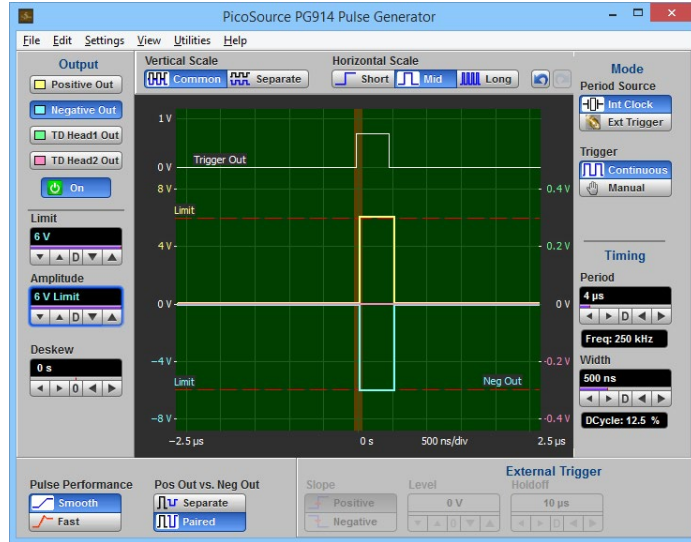 PicoSource PG914 Pulse Generator
File Edit Settings View Utilities Help
Output
Positive Out
Negative Out
TD Head1 Out
TD Head2 Out
On
Limit
6 V
D
Amplitude
6 V Limit
D
Deskew
0 s
0
Vertical Scale
Common Separate
Horizontal Scale
Short Mid Long
1 V
Trigger Out
0 V
8 V
0.4 V
Limit
4 V
0.2 V
0 V
0 V
−4 V
-0.2 V
Limit
Neg Out
−8 V
-0.4 V
−2.5 µs 0 s 500 ns/div 2.5 µs
Mode
Period Source
Int Clock
Ext Trigger
Trigger
Continuous
Manual
Timing
Period
4 µs
D
Freq: 250 kHz
Width
500 ns
D
DCycle: 12.5 %
Pulse Performance
Smooth
Fast
Pos Out vs. Neg Out
Separate
Paired
External Trigger
Slope
Positive
Negative
Level
0 V
0
Holdoff
10 µs
D